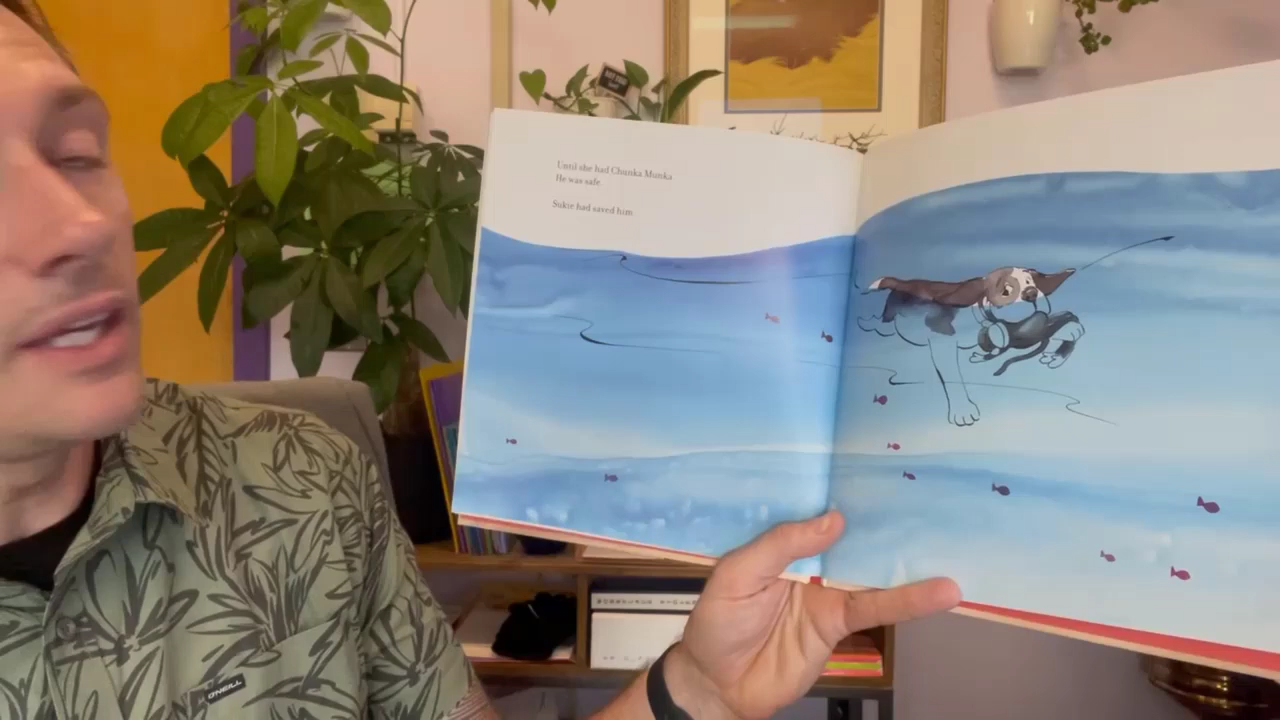 Until she had Chunka Munka
He was safe.
Sukie had saved him.
O'NEILL